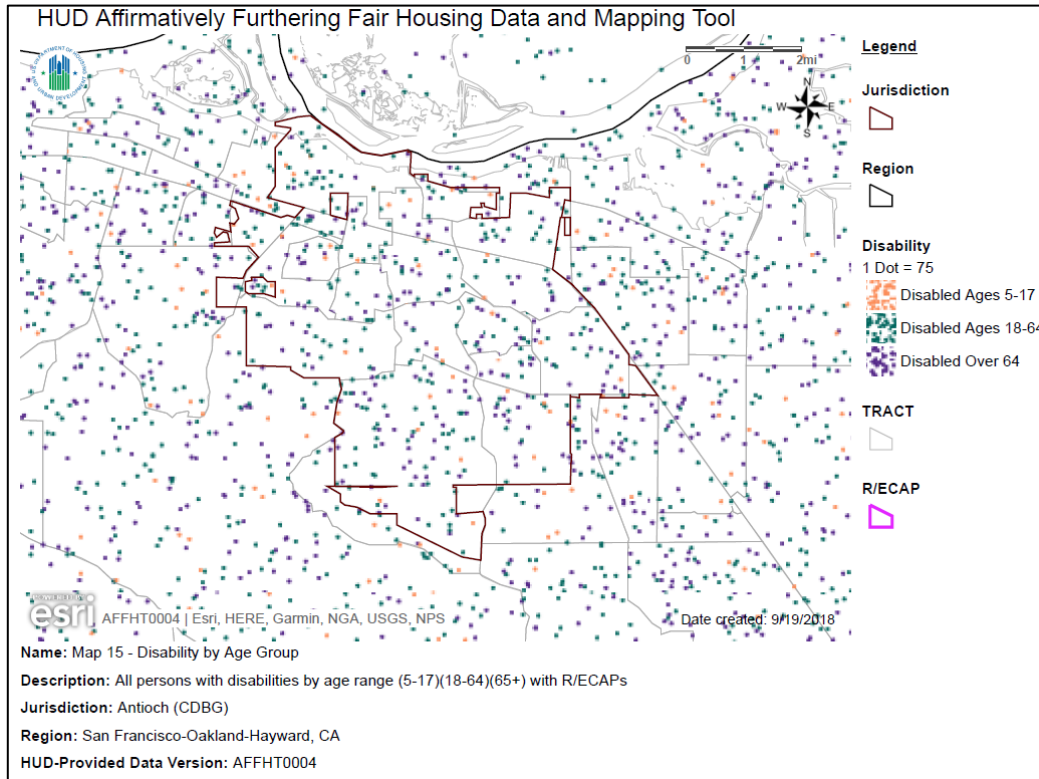 HUD Affirmatively Furthering Fair Housing Data and Mapping Tool
0 1 2mi
N
W E
S
Legend
Jurisdiction
Region
Disability
1 Dot = 75
Disabled Ages 5-17
Disabled Ages 18-64
Disabled Over 64
TRACT
R/ECAP
esri
AFFHT0004 | Esri, HERE, Garmin, NGA, USGS, NPS
Date created: 9/19/2018
Name: Map 15 - Disability by Age Group
Description: All persons with disabilities by age range (5-17)(18-64)(65+) with R/ECAPs
Jurisdiction: Antioch (CDBG)
Region: San Francisco-Oakland-Hayward, CA
HUD-Provided Data Version: AFFHT0004